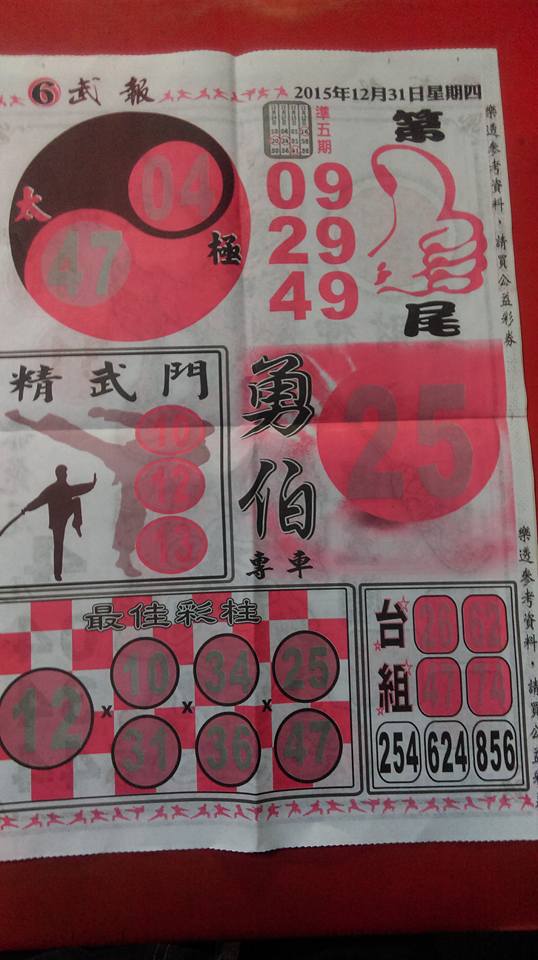 6 武報
2015年12月31日星期四
太極
04
47
準五期
09
29
49
第
尾
樂透參考資料,請買公益彩券
精武門
10
12
13
勇伯
專車
25
最佳彩柱
12 x 10 x 34 x 25
31 36 47
台組
20 62
47 74
254 624 856
樂透參考資料,請買公益彩